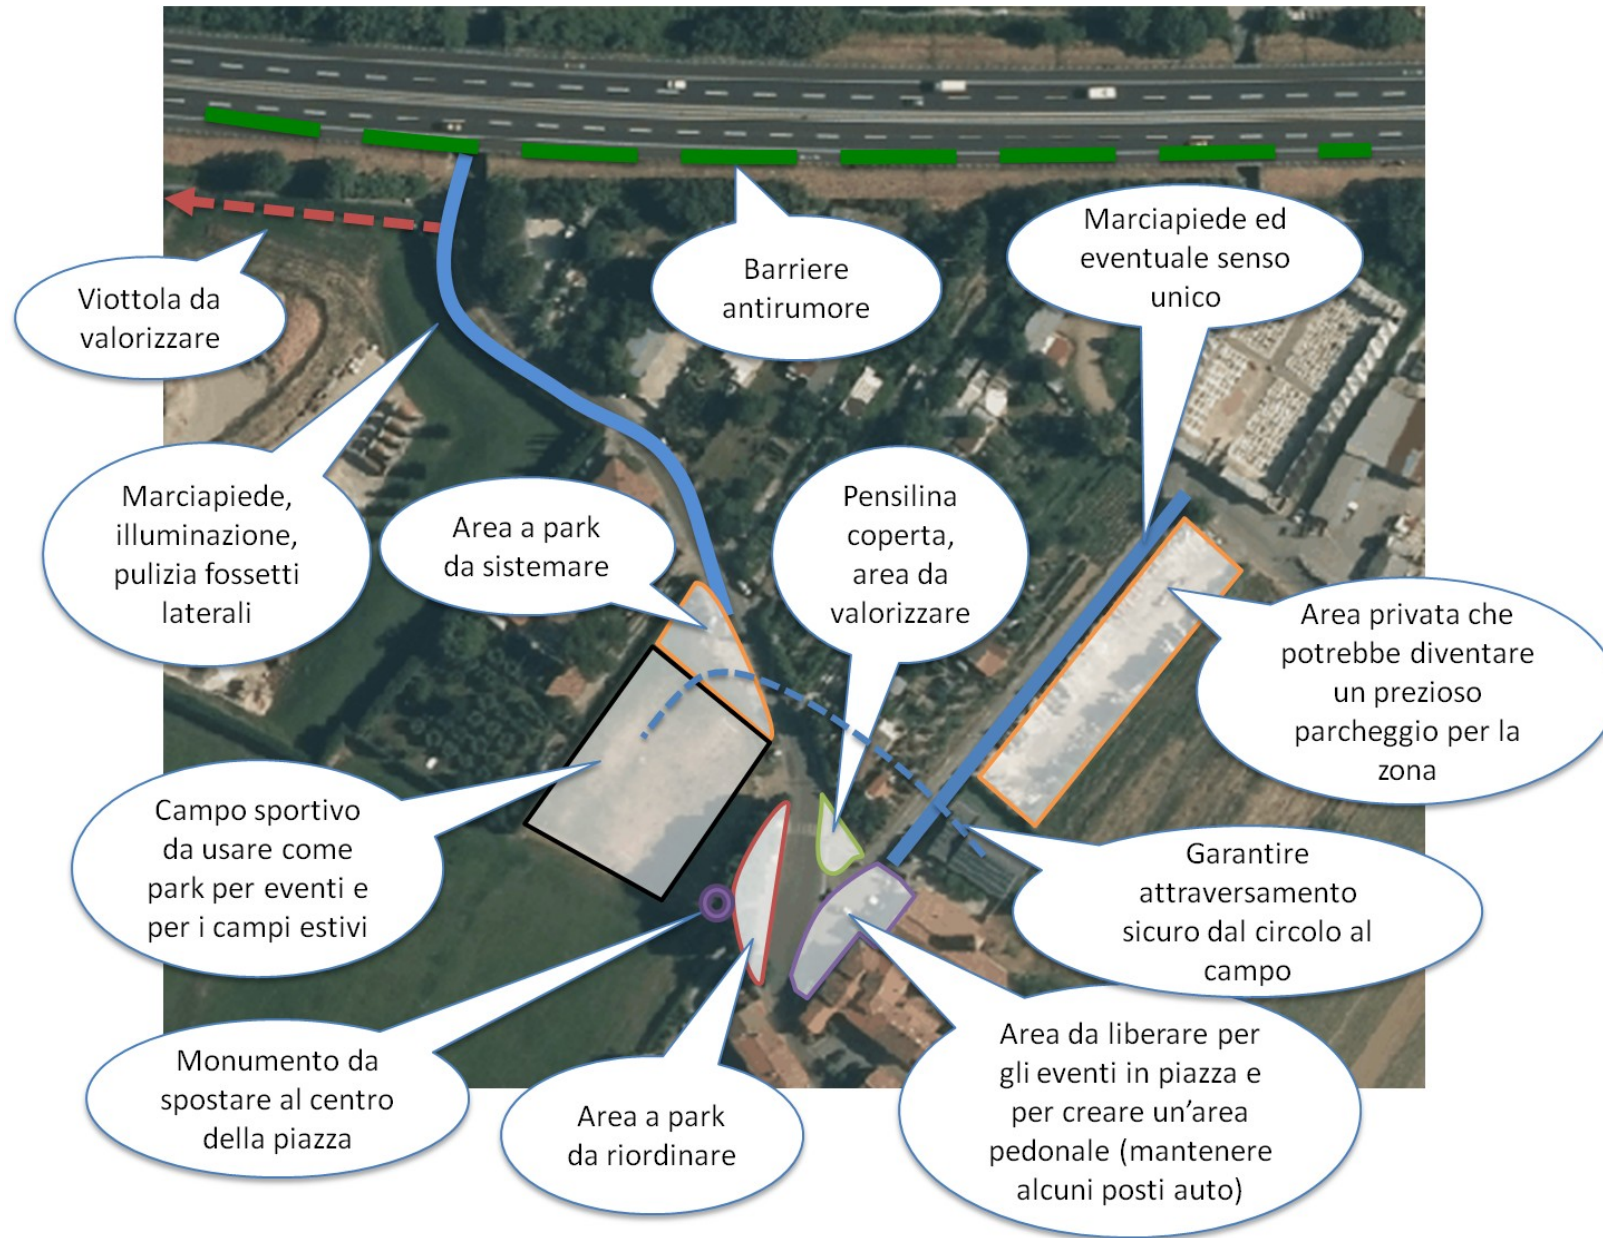 Marciapiede ed
eventuale senso
unico
Barriere
antirumore
Viottola da
valorizzare
Marciapiede,
illuminazione,
pulizia fossetti
laterali
Area a park
da sistemare
Pensilina
coperta,
area da
valorizzare
Area privata che
potrebbe diventare
un prezioso
parcheggio per la
zona
Campo sportivo
da usare come
park per eventi e
per i campi estivi
Garantire
attraversamento
sicuro dal circolo al
campo
Monumento da
spostare al centro
della piazza
Area a park
da riordinare
Area da liberare per
gli eventi in piazza e
per creare un’area
pedonale (mantenere
alcuni posti auto)